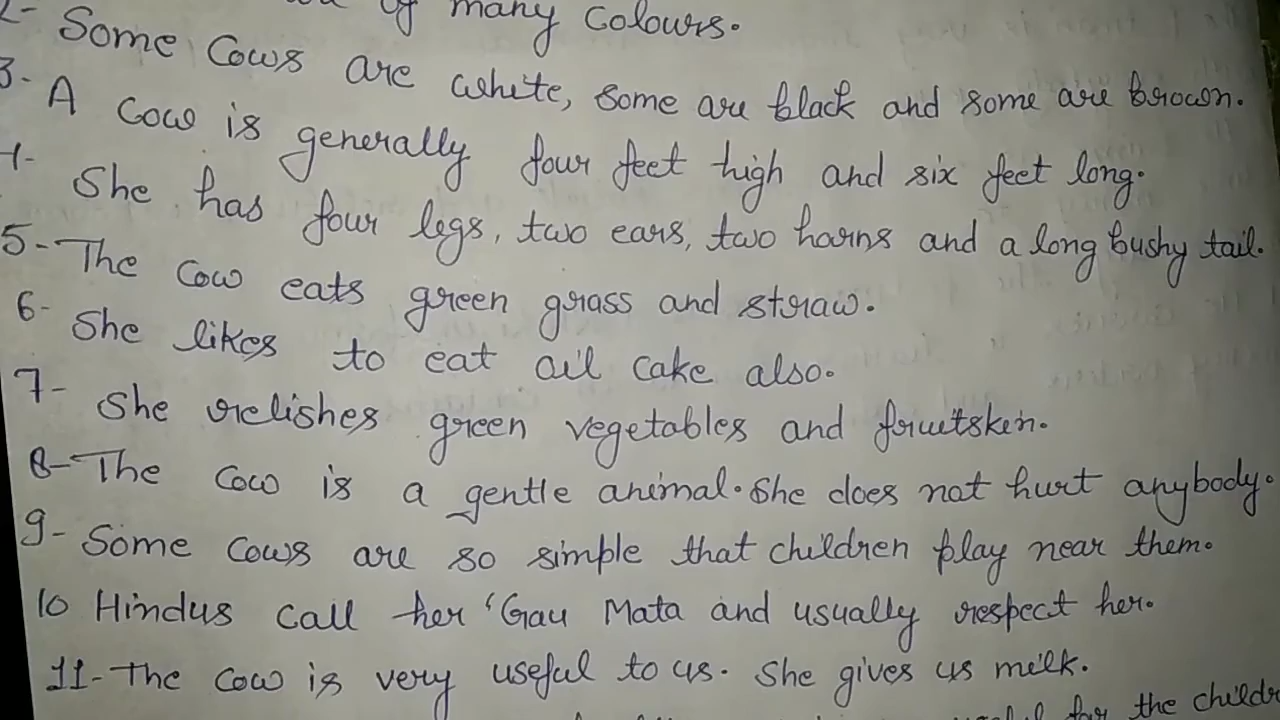 of many colours.
2- Some cows are white, some are black and some are brown.
3- A cow is generally four feet high and six feet long.
She has four legs, two ears, two horns and a long bushy tail.
5- The cow eats green grass and straw.
6- She likes to eat oil cake also.
7- She relishes green vegetables and fruitskin.
8- The cow is a gentle animal. She does not hurt anybody.
9- Some cows are so simple that children play near them.
10 Hindus call her 'Gau Mata and usually respect her.
11- The cow is very useful to us. She gives us milk.
for the